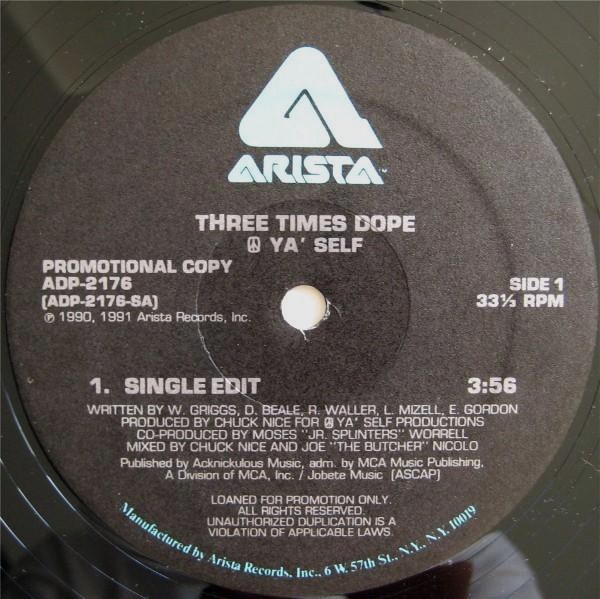 ARISTA™
THREE TIMES DOPE
☮ YA' SELF
PROMOTIONAL COPY
ADP-2176
(ADP-2176-SA)
SIDE 1
33⅓ RPM
℗ 1990, 1991 Arista Records, Inc.
1. SINGLE EDIT 3:56
WRITTEN BY W. GRIGGS, D. BEALE, R. WALLER, L. MIZELL, E. GORDON
PRODUCED BY CHUCK NICE FOR ☮ YA' SELF PRODUCTIONS
CO-PRODUCED BY MOSES "JR. SPLINTERS" WORRELL
MIXED BY CHUCK NICE AND JOE "THE BUTCHER" NICOLO
Published by Acknickulous Music, adm. by MCA Music Publishing,
A Division of MCA, Inc. / Jobete Music (ASCAP)
LOANED FOR PROMOTION ONLY.
ALL RIGHTS RESERVED.
UNAUTHORIZED DUPLICATION IS A
VIOLATION OF APPLICABLE LAWS.
Manufactured by Arista Records, Inc., 6 W. 57th St., N.Y., N.Y. 10019